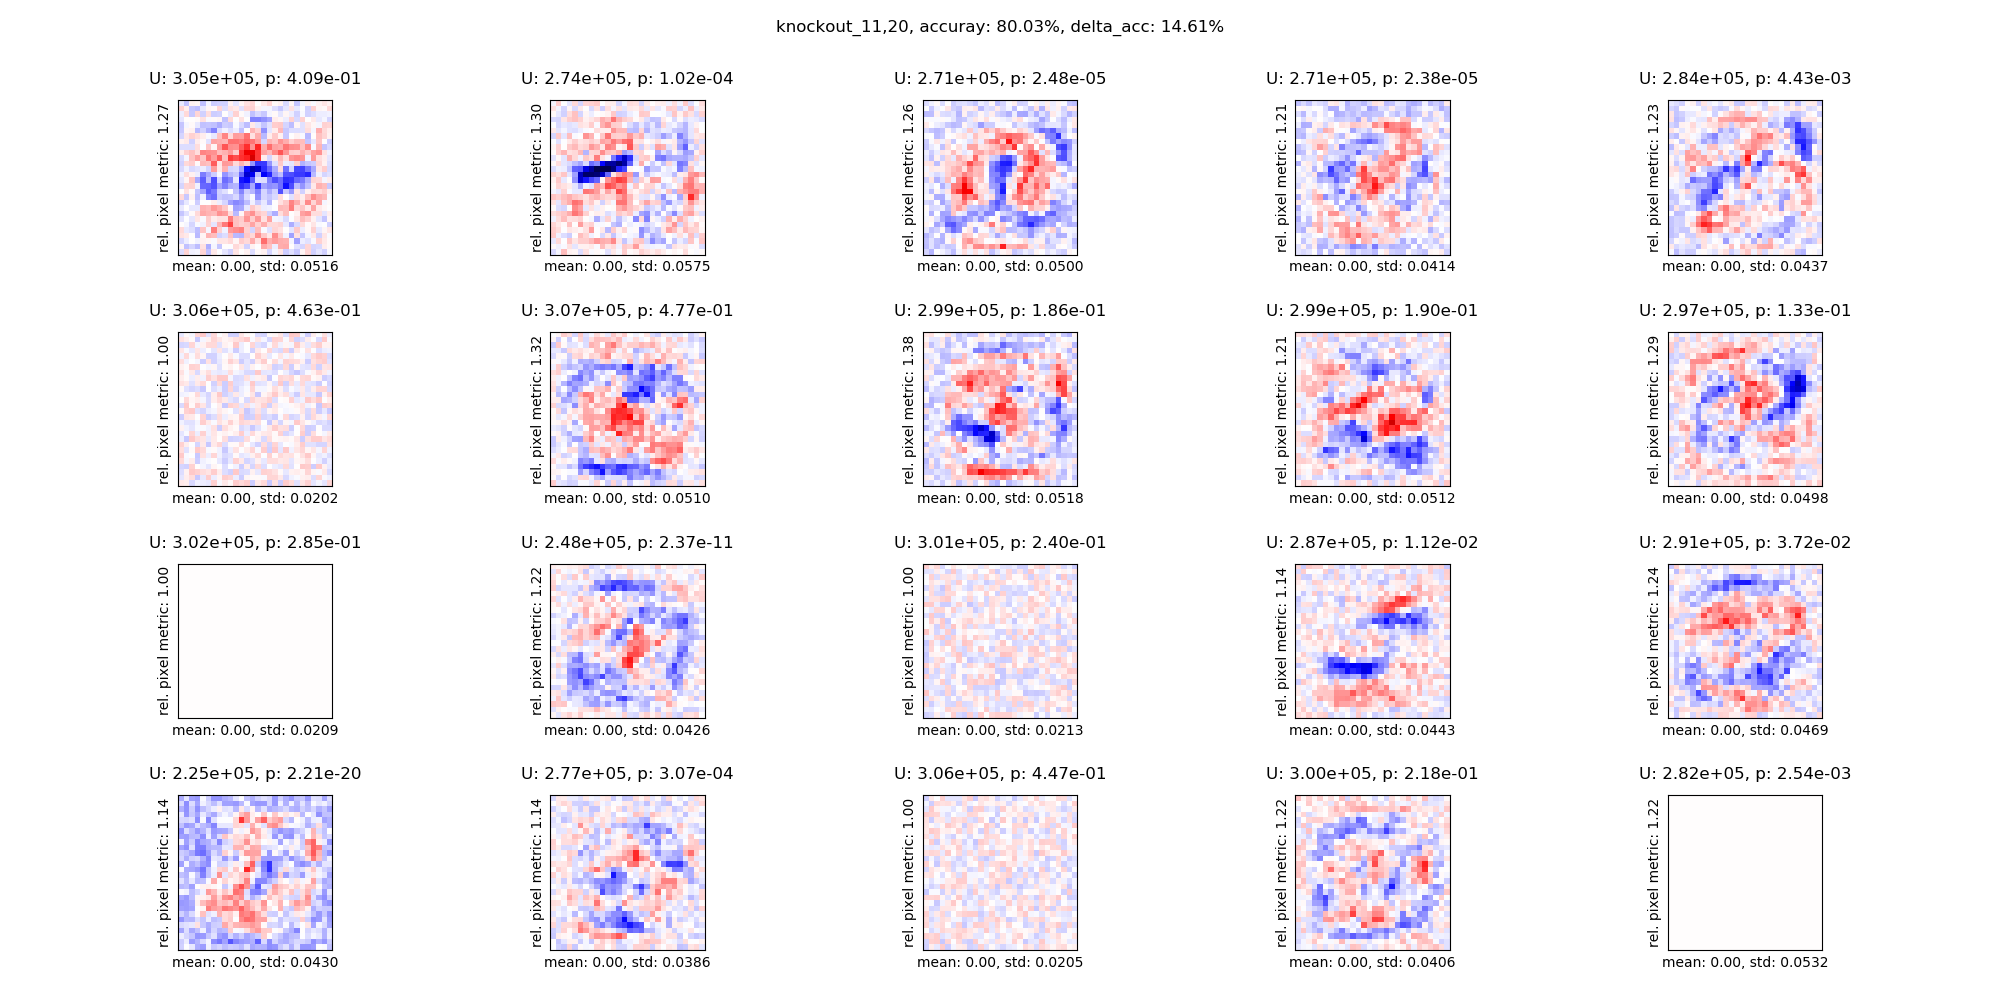 knockout_11,20, accuray: 80.03%, delta_acc: 14.61%
U: 3.05e+05, p: 4.09e-01
rel. pixel metric: 1.27
mean: 0.00, std: 0.0516
U: 2.74e+05, p: 1.02e-04
rel. pixel metric: 1.30
mean: 0.00, std: 0.0575
U: 2.71e+05, p: 2.48e-05
rel. pixel metric: 1.26
mean: 0.00, std: 0.0500
U: 2.71e+05, p: 2.38e-05
rel. pixel metric: 1.21
mean: 0.00, std: 0.0414
U: 2.84e+05, p: 4.43e-03
rel. pixel metric: 1.23
mean: 0.00, std: 0.0437
U: 3.06e+05, p: 4.63e-01
rel. pixel metric: 1.00
mean: 0.00, std: 0.0202
U: 3.07e+05, p: 4.77e-01
rel. pixel metric: 1.32
mean: 0.00, std: 0.0510
U: 2.99e+05, p: 1.86e-01
rel. pixel metric: 1.38
mean: 0.00, std: 0.0518
U: 2.99e+05, p: 1.90e-01
rel. pixel metric: 1.21
mean: 0.00, std: 0.0512
U: 2.97e+05, p: 1.33e-01
rel. pixel metric: 1.29
mean: 0.00, std: 0.0498
U: 3.02e+05, p: 2.85e-01
rel. pixel metric: 1.00
mean: 0.00, std: 0.0209
U: 2.48e+05, p: 2.37e-11
rel. pixel metric: 1.22
mean: 0.00, std: 0.0426
U: 3.01e+05, p: 2.40e-01
rel. pixel metric: 1.00
mean: 0.00, std: 0.0213
U: 2.87e+05, p: 1.12e-02
rel. pixel metric: 1.14
mean: 0.00, std: 0.0443
U: 2.91e+05, p: 3.72e-02
rel. pixel metric: 1.24
mean: 0.00, std: 0.0469
U: 2.25e+05, p: 2.21e-20
rel. pixel metric: 1.14
mean: 0.00, std: 0.0430
U: 2.77e+05, p: 3.07e-04
rel. pixel metric: 1.14
mean: 0.00, std: 0.0386
U: 3.06e+05, p: 4.47e-01
rel. pixel metric: 1.00
mean: 0.00, std: 0.0205
U: 3.00e+05, p: 2.18e-01
rel. pixel metric: 1.22
mean: 0.00, std: 0.0406
U: 2.82e+05, p: 2.54e-03
rel. pixel metric: 1.22
mean: 0.00, std: 0.0532